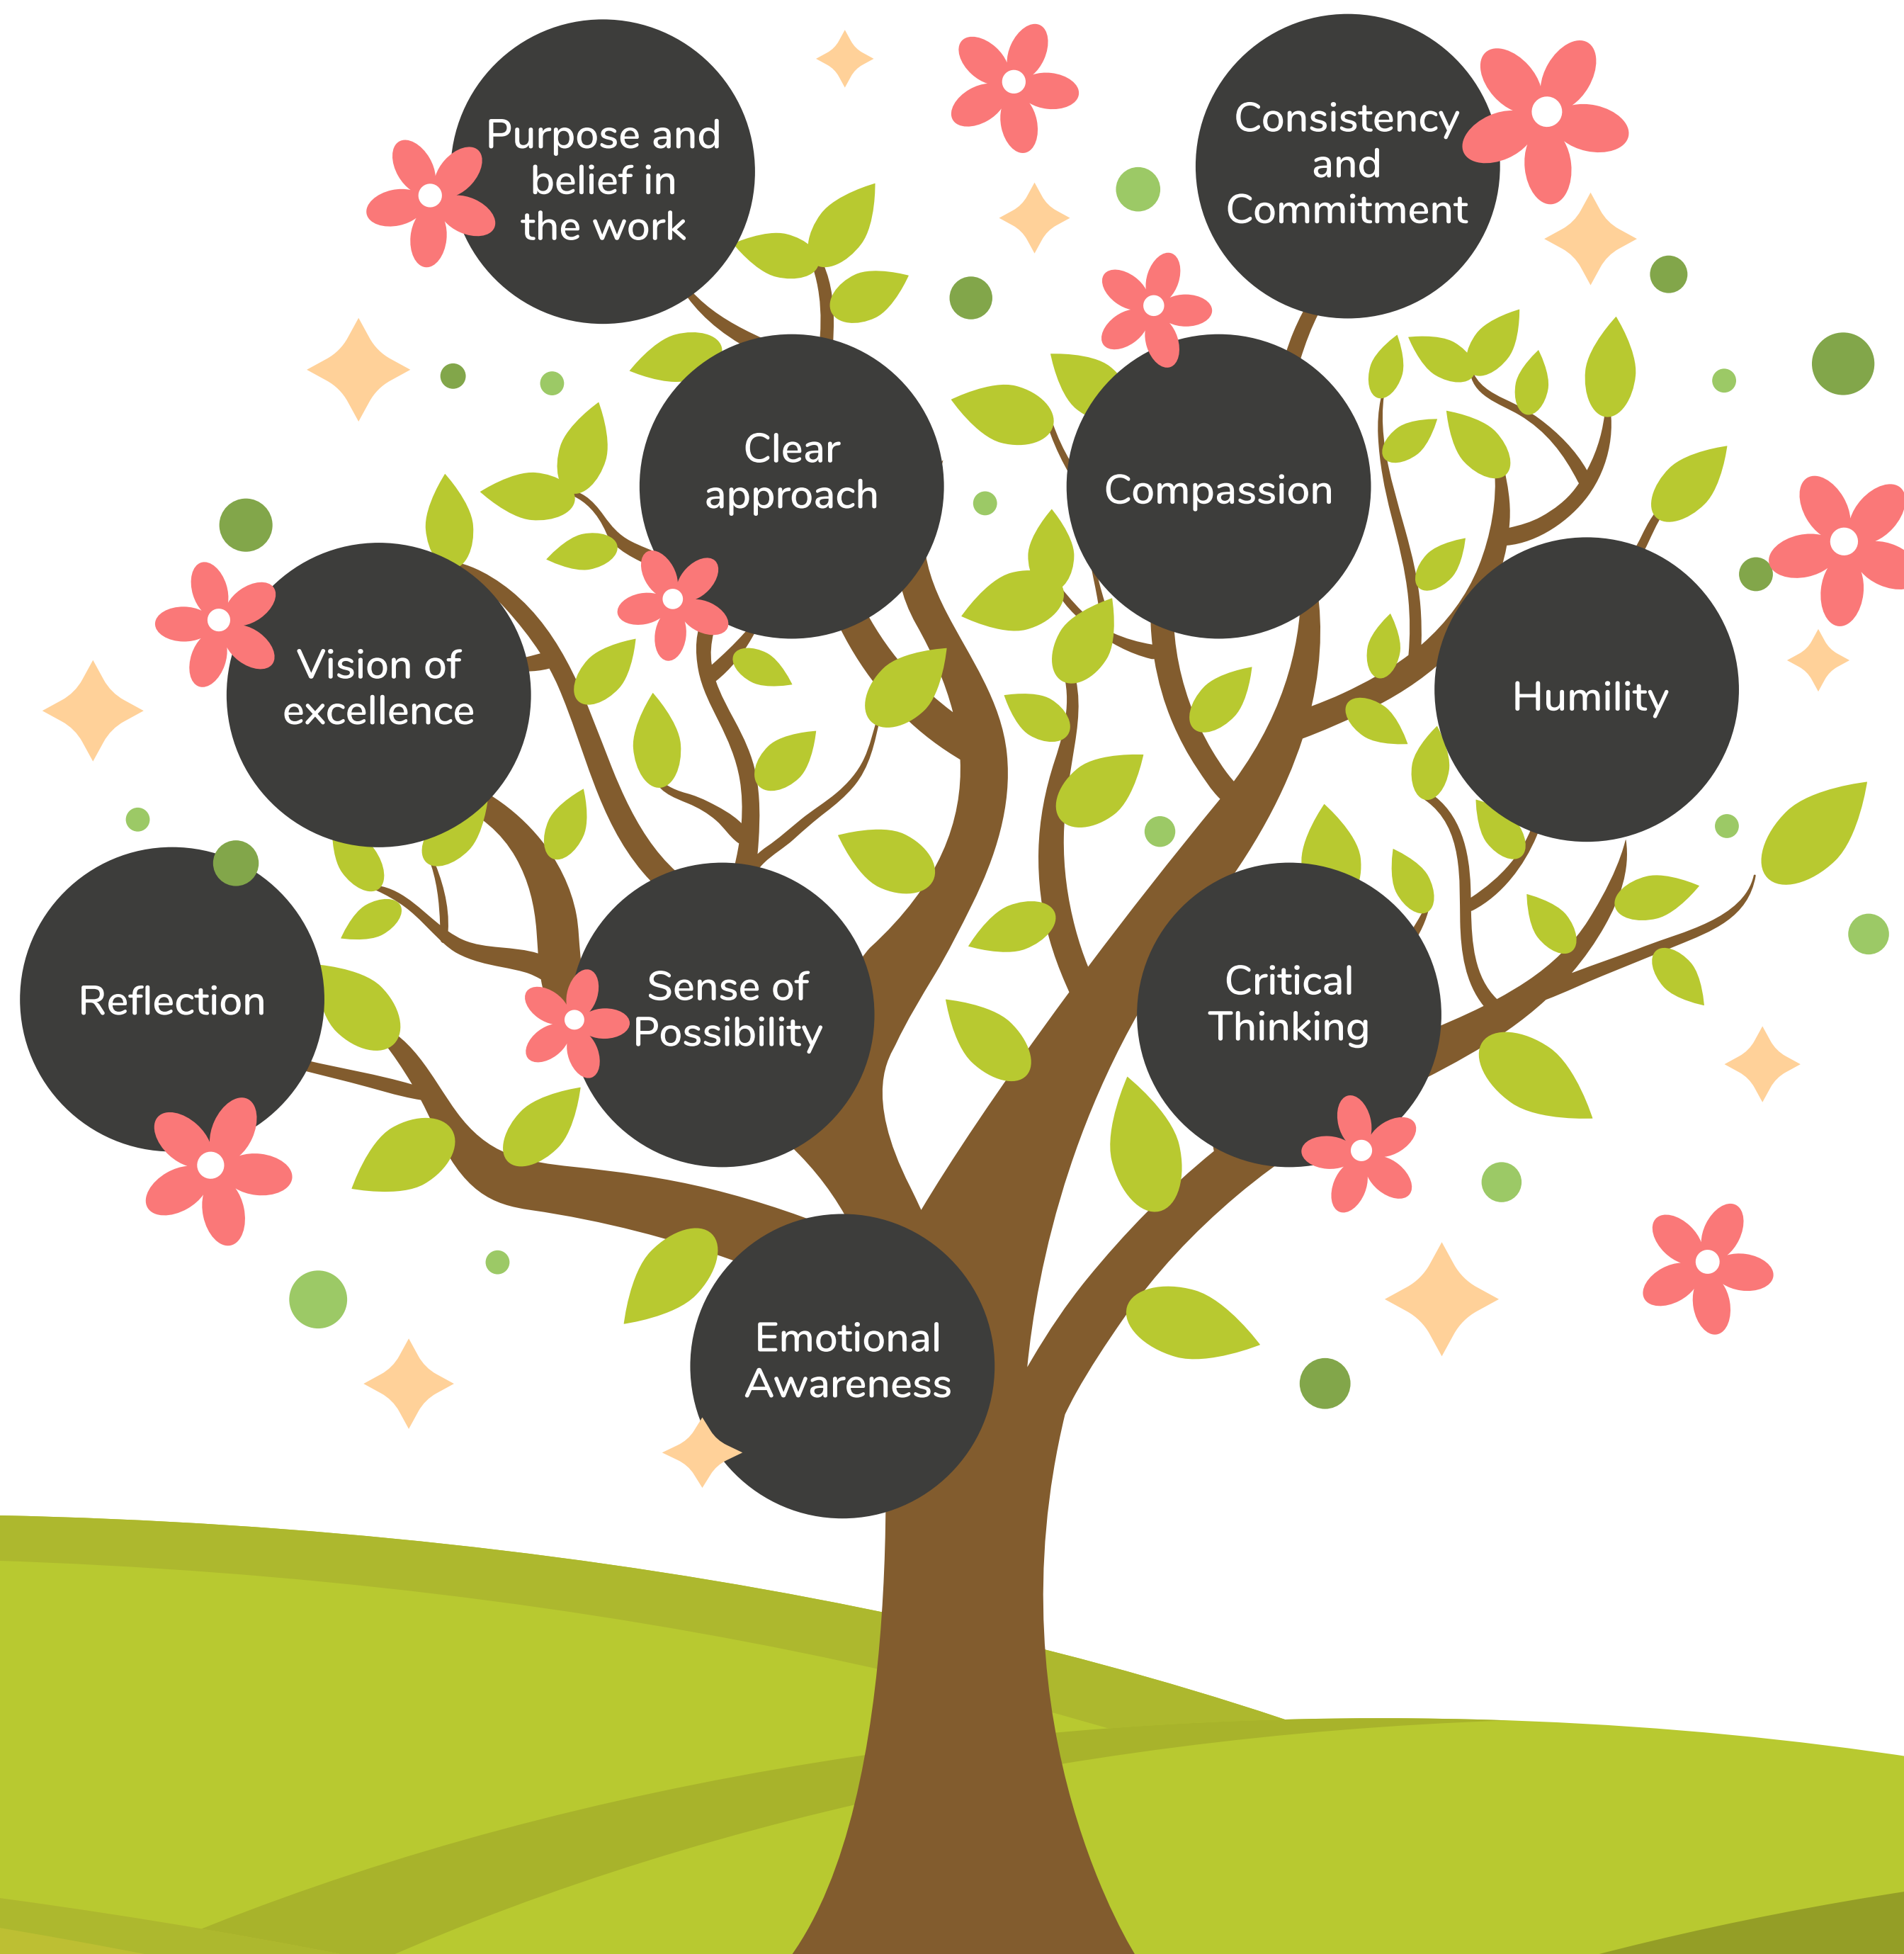 Purpose and
belief in
the work
Consistency
and
Commitment
Clear
approach
Compassion
Vision of
excellence
Humility
Reflection
Sense of
Possibility
Critical
Thinking
Emotional
Awareness